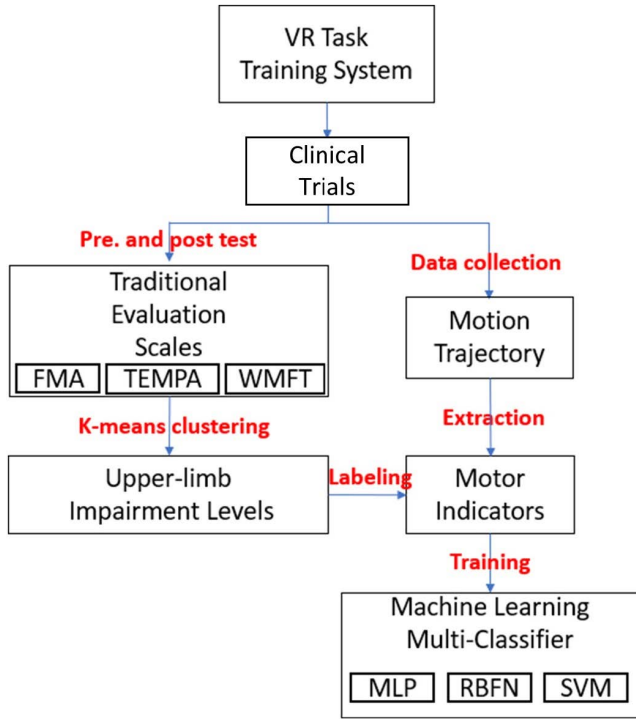 VR Task
Training System
Clinical
Trials
Pre. and post test
Data collection
Traditional
Evaluation
Scales
FMA TEMPA WMFT
Motion
Trajectory
K-means clustering
Extraction
Upper-limb
Impairment Levels
Labeling
Motor
Indicators
Training
Machine Learning
Multi-Classifier
MLP RBFN SVM